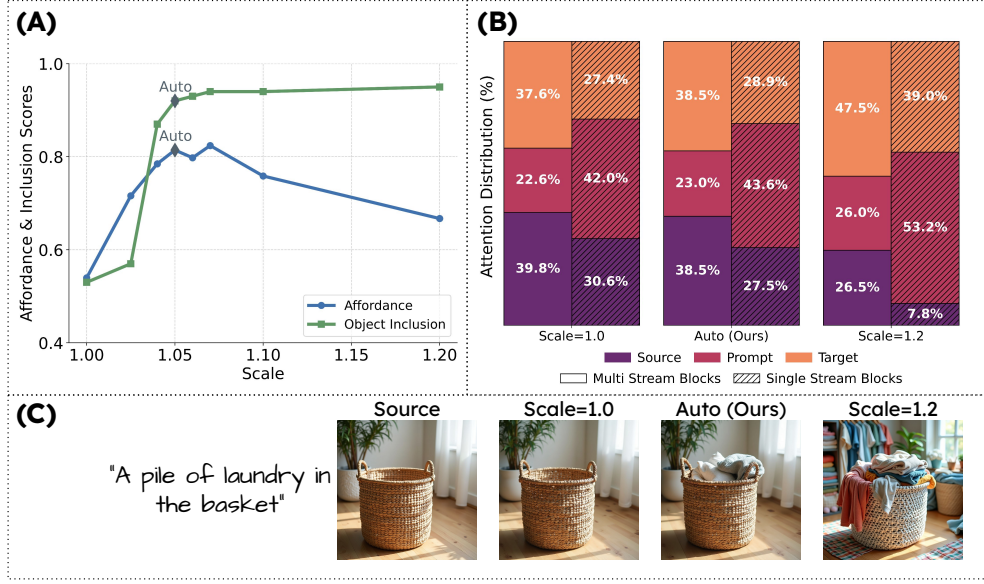 (A)
Affordance & Inclusion Scores
1.0
0.8
0.6
0.4
Auto
Auto
Affordance
Object Inclusion
1.00
1.05
1.10
1.15
1.20
Scale
(B)
Attention Distribution (%)
37.6%
27.4%
22.6%
42.0%
39.8%
30.6%
Scale=1.0
38.5%
28.9%
23.0%
43.6%
38.5%
27.5%
Auto (Ours)
47.5%
39.0%
26.0%
53.2%
26.5%
7.8%
Scale=1.2
Source
Prompt
Target
Multi Stream Blocks
Single Stream Blocks
(C)
Source
Scale=1.0
Auto (Ours)
Scale=1.2
"A pile of laundry in
the basket"